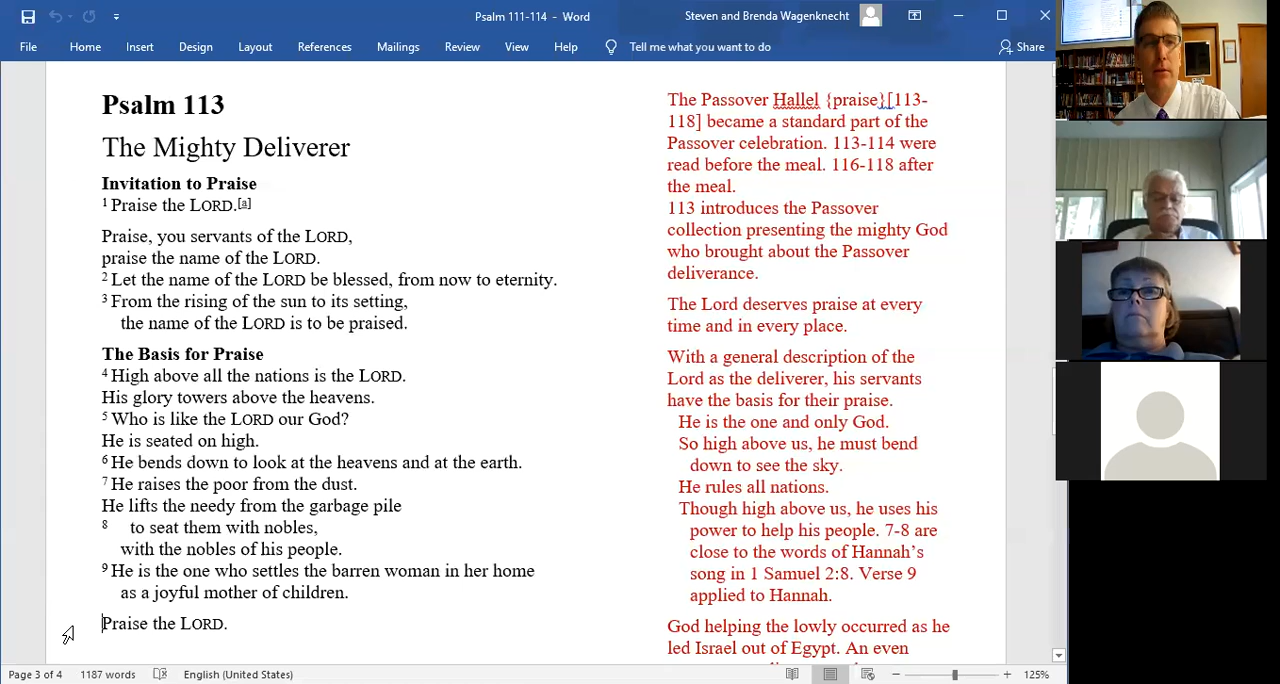 Psalm 111-114 - Word
Steven and Brenda Wagenknecht
File Home Insert Design Layout References Mailings Review View Help Tell me what you want to do Share
Psalm 113
The Mighty Deliverer
Invitation to Praise
1 Praise the LORD.[a]
Praise, you servants of the LORD,
praise the name of the LORD.
2 Let the name of the LORD be blessed, from now to eternity.
3 From the rising of the sun to its setting,
the name of the LORD is to be praised.
The Basis for Praise
4 High above all the nations is the LORD.
His glory towers above the heavens.
5 Who is like the LORD our God?
He is seated on high.
6 He bends down to look at the heavens and at the earth.
7 He raises the poor from the dust.
He lifts the needy from the garbage pile
8 to seat them with nobles,
with the nobles of his people.
9 He is the one who settles the barren woman in her home
as a joyful mother of children.
Praise the LORD.
The Passover Hallel {praise}[113-
118] became a standard part of the
Passover celebration. 113-114 were
read before the meal. 116-118 after
the meal.
113 introduces the Passover
collection presenting the mighty God
who brought about the Passover
deliverance.
The Lord deserves praise at every
time and in every place.
With a general description of the
Lord as the deliverer, his servants
have the basis for their praise.
He is the one and only God.
So high above us, he must bend
down to see the sky.
He rules all nations.
Though high above us, he uses his
power to help his people. 7-8 are
close to the words of Hannah's
song in 1 Samuel 2:8. Verse 9
applied to Hannah.
God helping the lowly occurred as he
led Israel out of Egypt. An even
Page 3 of 4 1187 words English (United States) 125%